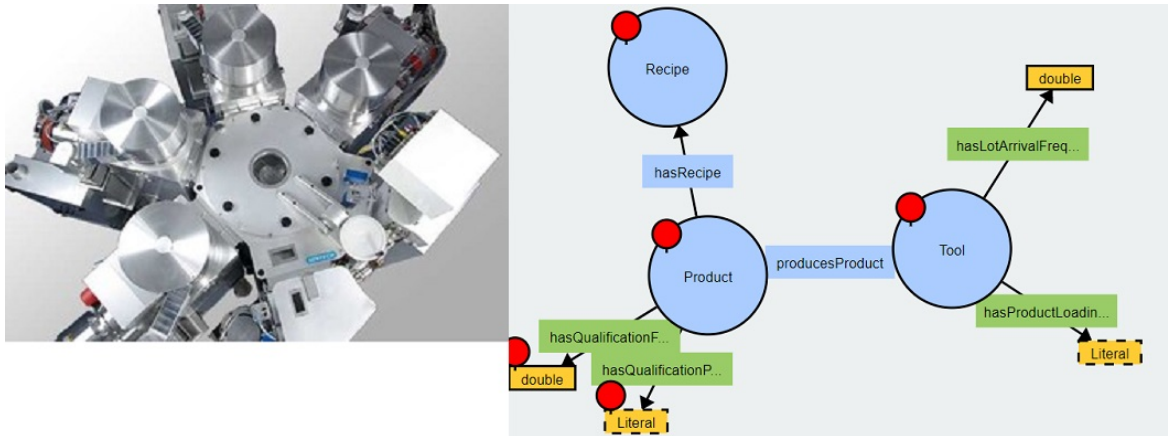 Recipe
double
hasLotArrivalFreq...
hasRecipe
Product
producesProduct
Tool
hasQualificationF...
hasProductLoadin...
double
hasQualificationP...
Literal
Literal